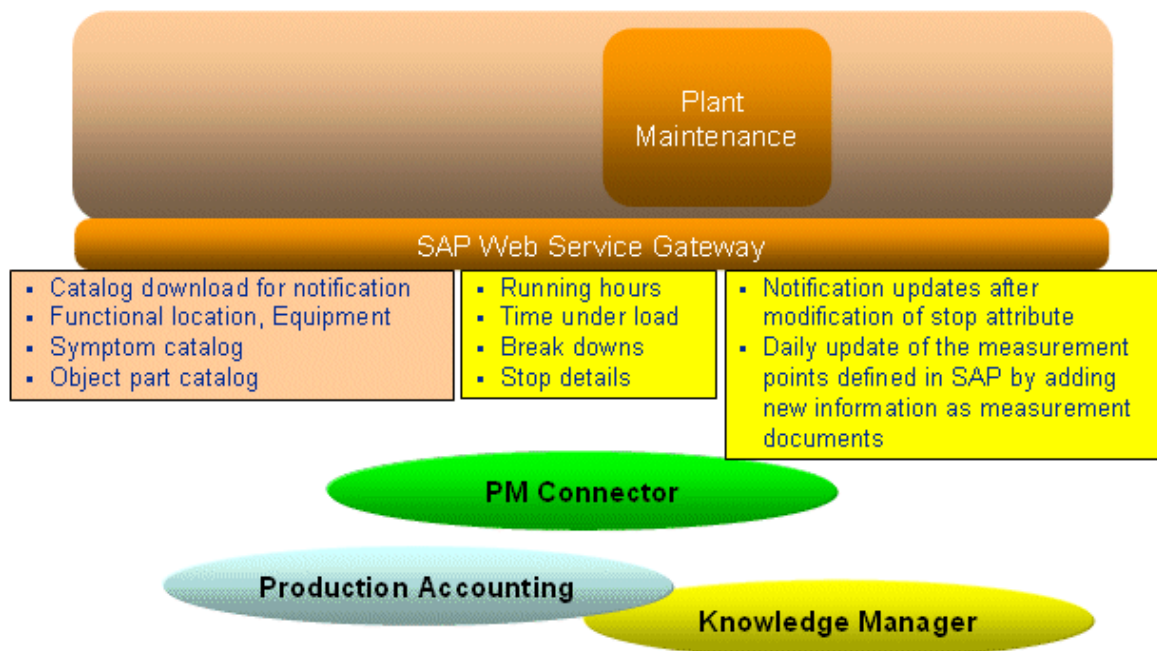 Plant
Maintenance
SAP Web Service Gateway
▪ Catalog download for notification
▪ Functional location, Equipment
▪ Symptom catalog
▪ Object part catalog
▪ Running hours
▪ Time under load
▪ Break downs
▪ Stop details
▪ Notification updates after
modification of stop attribute
▪ Daily update of the measurement
points defined in SAP by adding
new information as measurement
documents
PM Connector
Production Accounting
Knowledge Manager